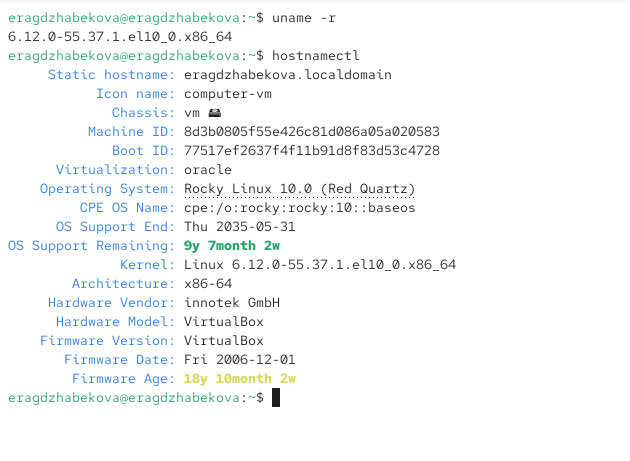 eragdzhabekova@eragdzhabekova:~$ uname -r
6.12.0-55.37.1.el10_0.x86_64
eragdzhabekova@eragdzhabekova:~$ hostnamectl
Static hostname: eragdzhabekova.localdomain
Icon name: computer-vm
Chassis: vm 🖴
Machine ID: 8d3b0805f55e426c81d086a05a020583
Boot ID: 77517ef2637f4f11b91d8f83d53c4728
Virtualization: oracle
Operating System: Rocky Linux 10.0 (Red Quartz)
CPE OS Name: cpe:/o:rocky:rocky:10::baseos
OS Support End: Thu 2035-05-31
OS Support Remaining: 9y 7month 2w
Kernel: Linux 6.12.0-55.37.1.el10_0.x86_64
Architecture: x86-64
Hardware Vendor: innotek GmbH
Hardware Model: VirtualBox
Firmware Version: VirtualBox
Firmware Date: Fri 2006-12-01
Firmware Age: 18y 10month 2w
eragdzhabekova@eragdzhabekova:~$